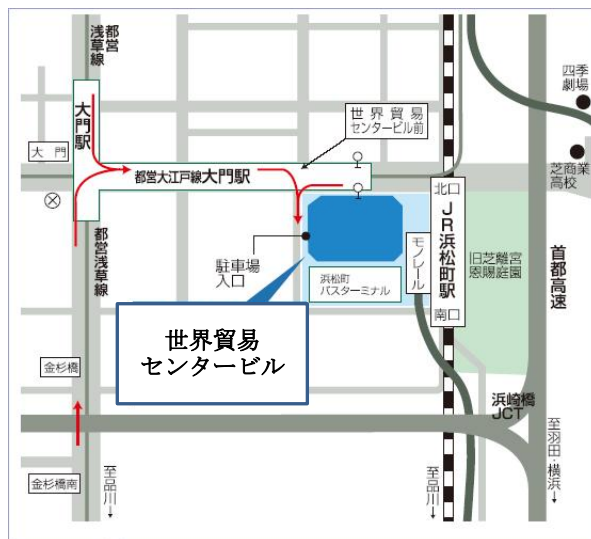 都営
浅草線
四季
劇場
大門駅
世界貿易
センタービル前
大門
都営大江戸線大門駅
芝商業
高校
北口
JR浜松町駅
南口
都営浅草線
駐車場
入口
モノレール
旧芝離宮
恩賜庭園
首都高速
浜松町
バスターミナル
世界貿易
センタービル
金杉橋
浜崎橋
JCT
至羽田・横浜→
金杉橋南
至品川→
至品川→